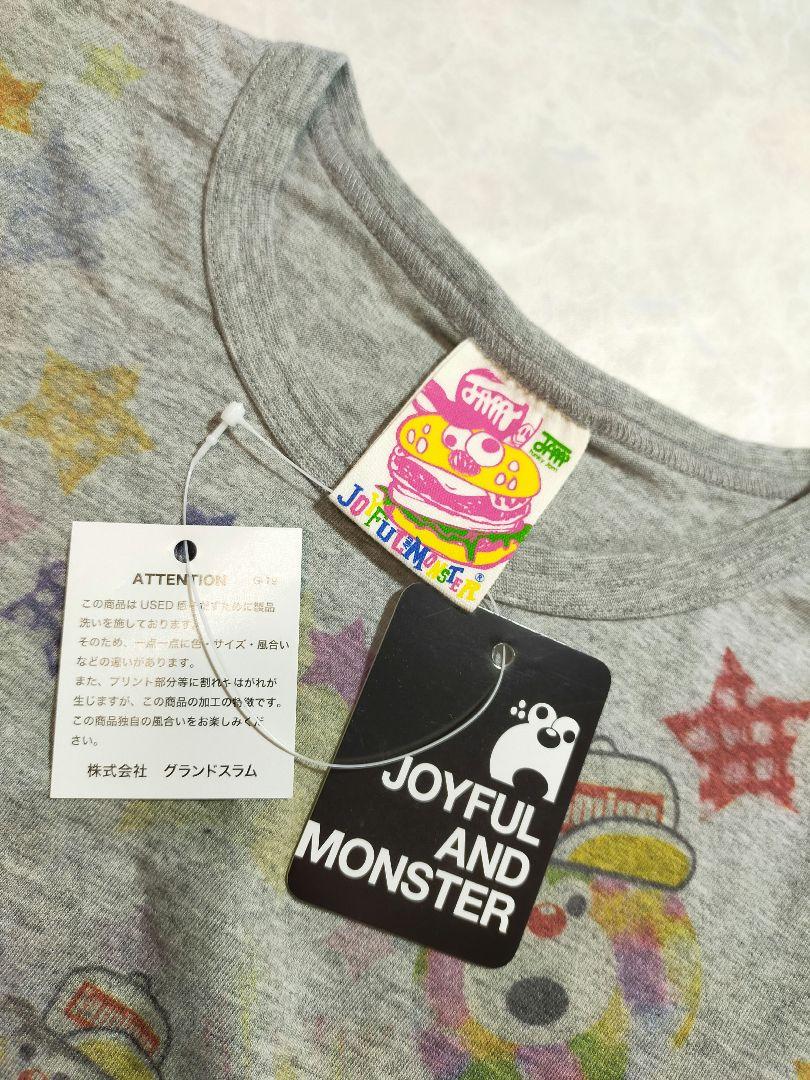 JAM
JAM
JOYFUL AND MONSTER®
ATTENTION G-19
この商品は USED 感を出すために製品
洗いを施しております。
そのため、一点一点に色・サイズ・風合い
などの違いがあります。
また、プリント部分等に割れやはがれが
生じますが、この商品の加工の特徴です。
この商品独自の風合いをお楽しみくだ
さい。
株式会社 グランドスラム
JOYFUL
AND
MONSTER